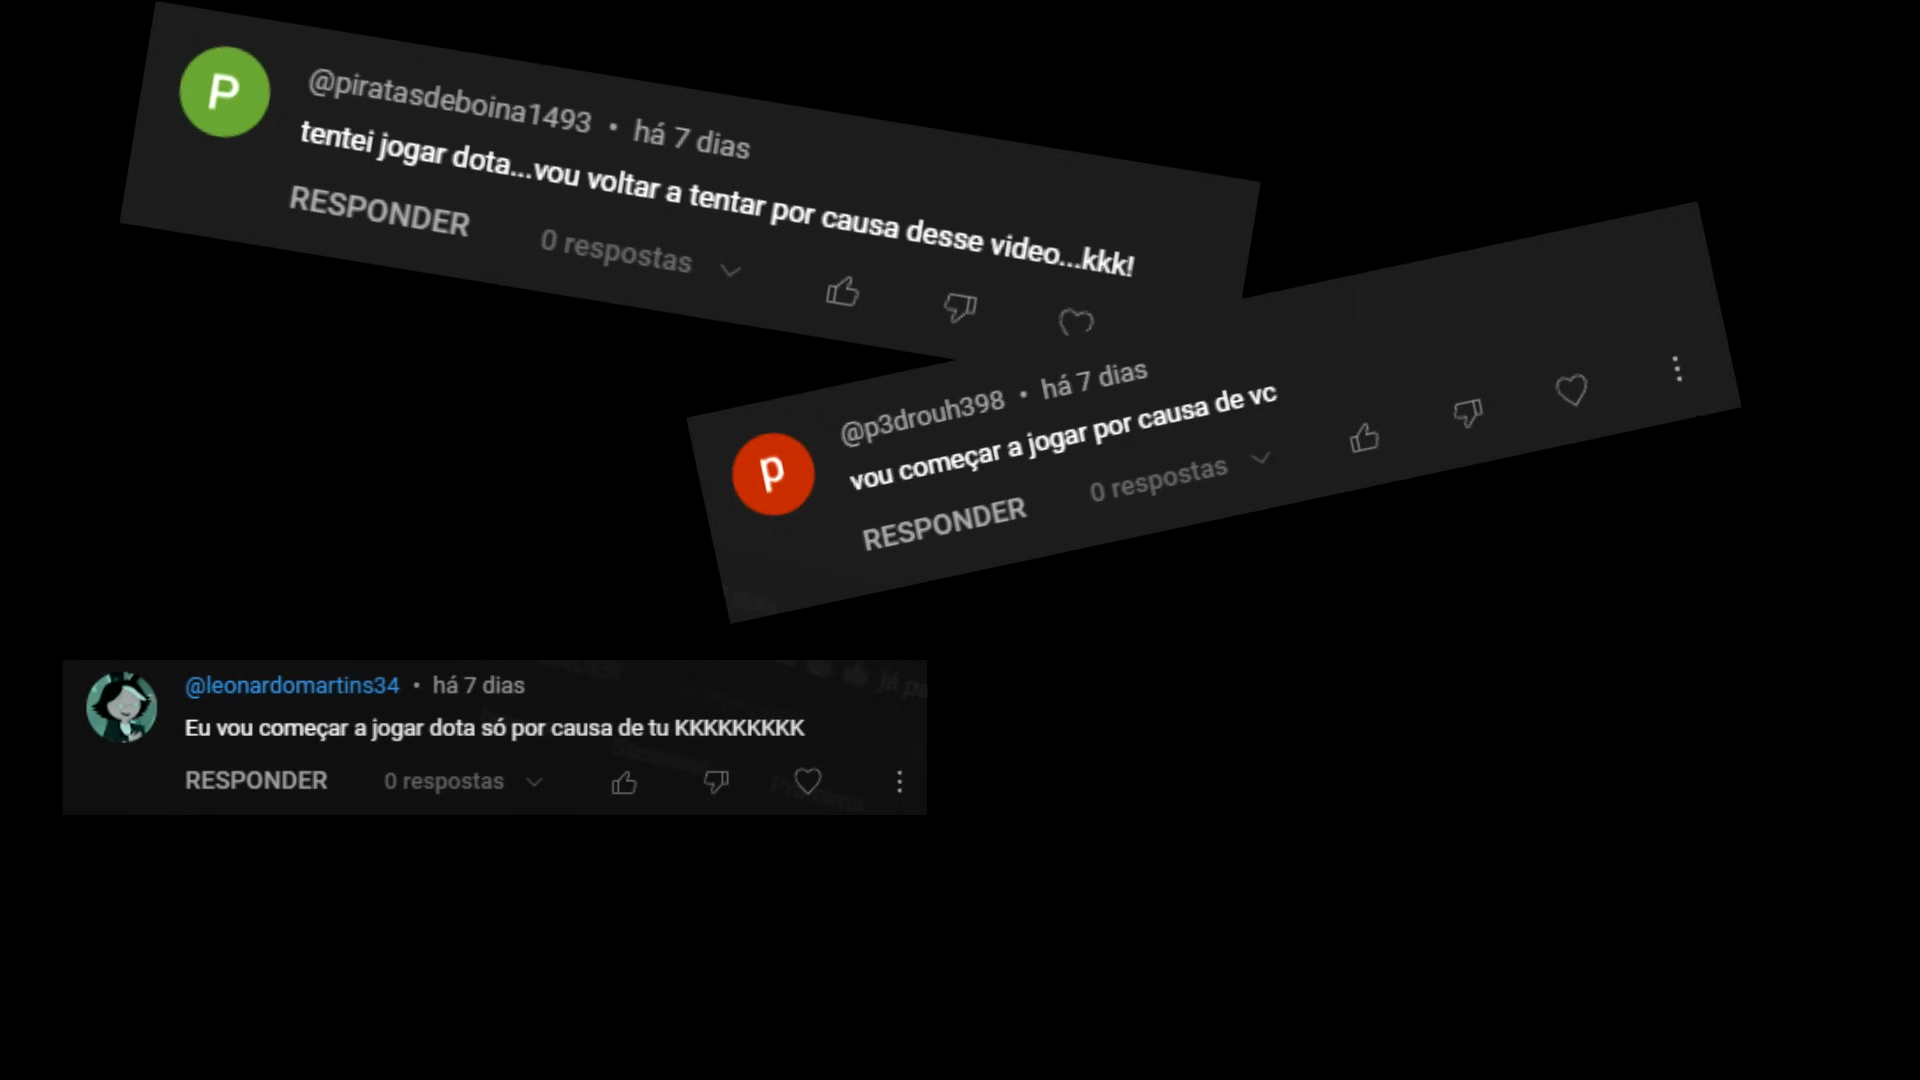 P
@piratasdeboina1493 • há 7 dias
tentei jogar dota...vou voltar a tentar por causa desse video...kkk!
RESPONDER 0 respostas
p
@p3drouh398 • há 7 dias
vou começar a jogar por causa de vc
RESPONDER 0 respostas
@leonardomartins34 • há 7 dias
Eu vou começar a jogar dota só por causa de tu KKKKKKKKK
RESPONDER 0 respostas